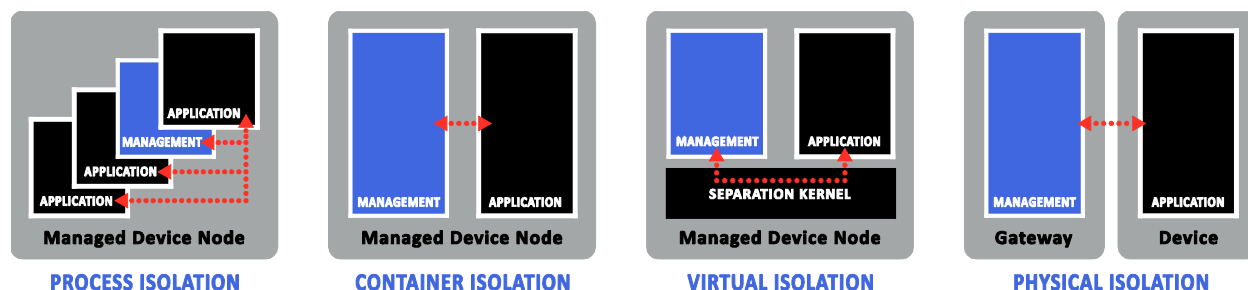 APPLICATION
MANAGEMENT
APPLICATION
APPLICATION
Managed Device Node
PROCESS ISOLATION
MANAGEMENT
APPLICATION
Managed Device Node
CONTAINER ISOLATION
MANAGEMENT
APPLICATION
SEPARATION KERNEL
Managed Device Node
VIRTUAL ISOLATION
MANAGEMENT
APPLICATION
Gateway
Device
PHYSICAL ISOLATION